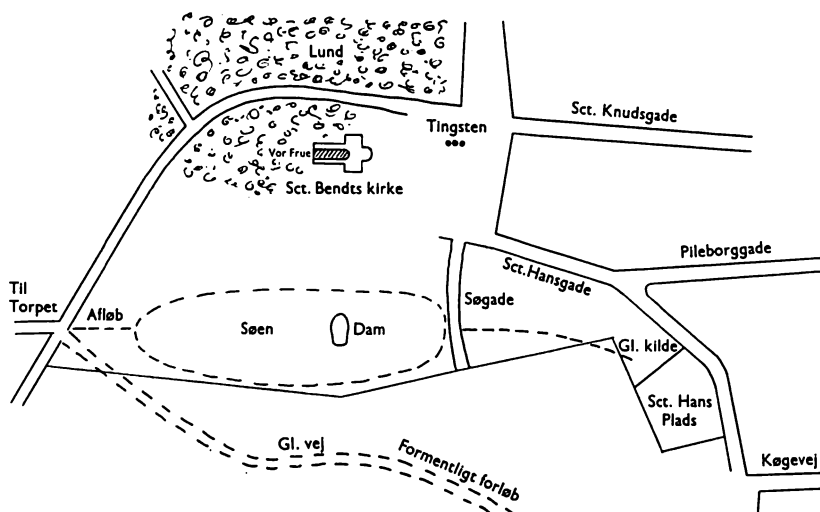 Lund
Sct. Knudsgade
Tingsten
Vor Frue
Sct. Bendts kirke
Pileborggade
Sct.Hansgade
Til
Torpet
Afløb
Søgade
Søen
Dam
Gl. kilde
Sct. Hans
Plads
Gl. vej
Formentligt forløb
Køgevej